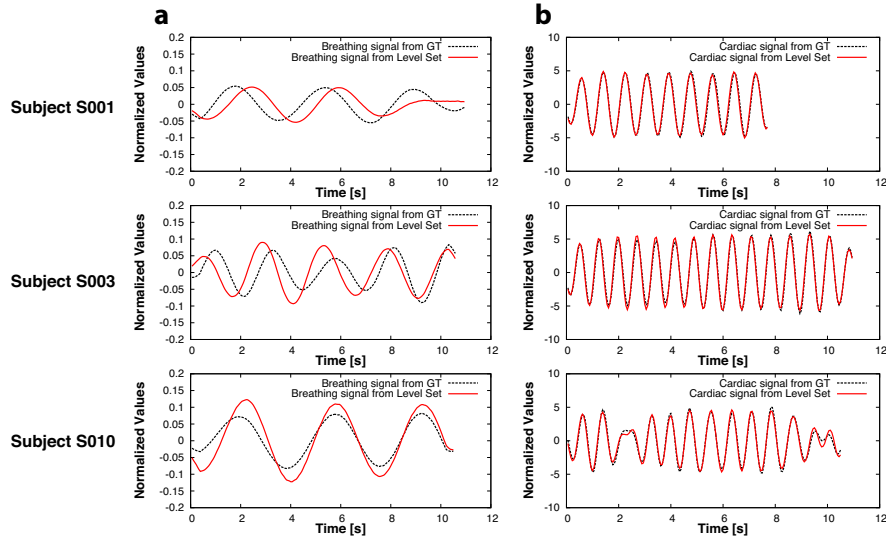 a b
Subject S001
Normalized Values
0.2
0.15
0.1
0.05
0
-0.05
-0.1
-0.15
-0.2
0 2 4 6 8 10 12
Time [s]
Breathing signal from GT
Breathing signal from Level Set
Normalized Values
10
5
0
-5
-10
0 2 4 6 8 10 12
Time [s]
Cardiac signal from GT
Cardiac signal from Level Set
Subject S003
Normalized Values
0.2
0.15
0.1
0.05
0
-0.05
-0.1
-0.15
-0.2
0 2 4 6 8 10 12
Time [s]
Breathing signal from GT
Breathing signal from Level Set
Normalized Values
10
5
0
-5
-10
0 2 4 6 8 10 12
Time [s]
Cardiac signal from GT
Cardiac signal from Level Set
Subject S010
Normalized Values
0.2
0.15
0.1
0.05
0
-0.05
-0.1
-0.15
-0.2
0 2 4 6 8 10 12
Time [s]
Breathing signal from GT
Breathing signal from Level Set
Normalized Values
10
5
0
-5
-10
0 2 4 6 8 10 12
Time [s]
Cardiac signal from GT
Cardiac signal from Level Set